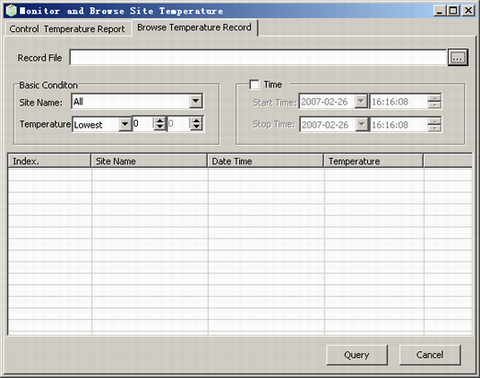 Monitor and Browse Site Temperature
Control Temperature Report Browse Temperature Record
Record File ...
Basic Conditon
Site Name: All
Temperature Lowest 0 0
Time
Start Time: 2007-02-26 16:16:08
Stop Time: 2007-02-26 16:16:08
Index. Site Name Date Time Temperature
Query Cancel